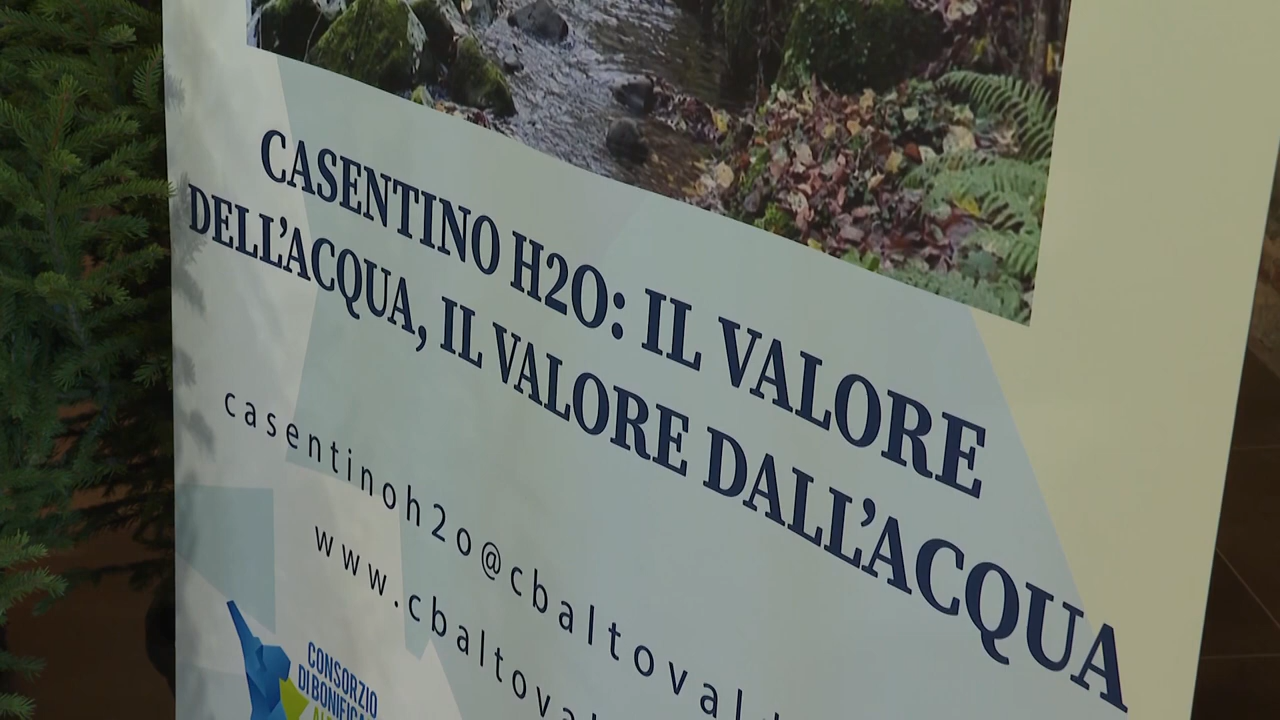 CASENTINO H2O: IL VALORE
DELL'ACQUA, IL VALORE DALL'ACQUA
casentinoh2o@cbaltoval
www.cbaltoval
CONSORZIO
DI BONIFICA